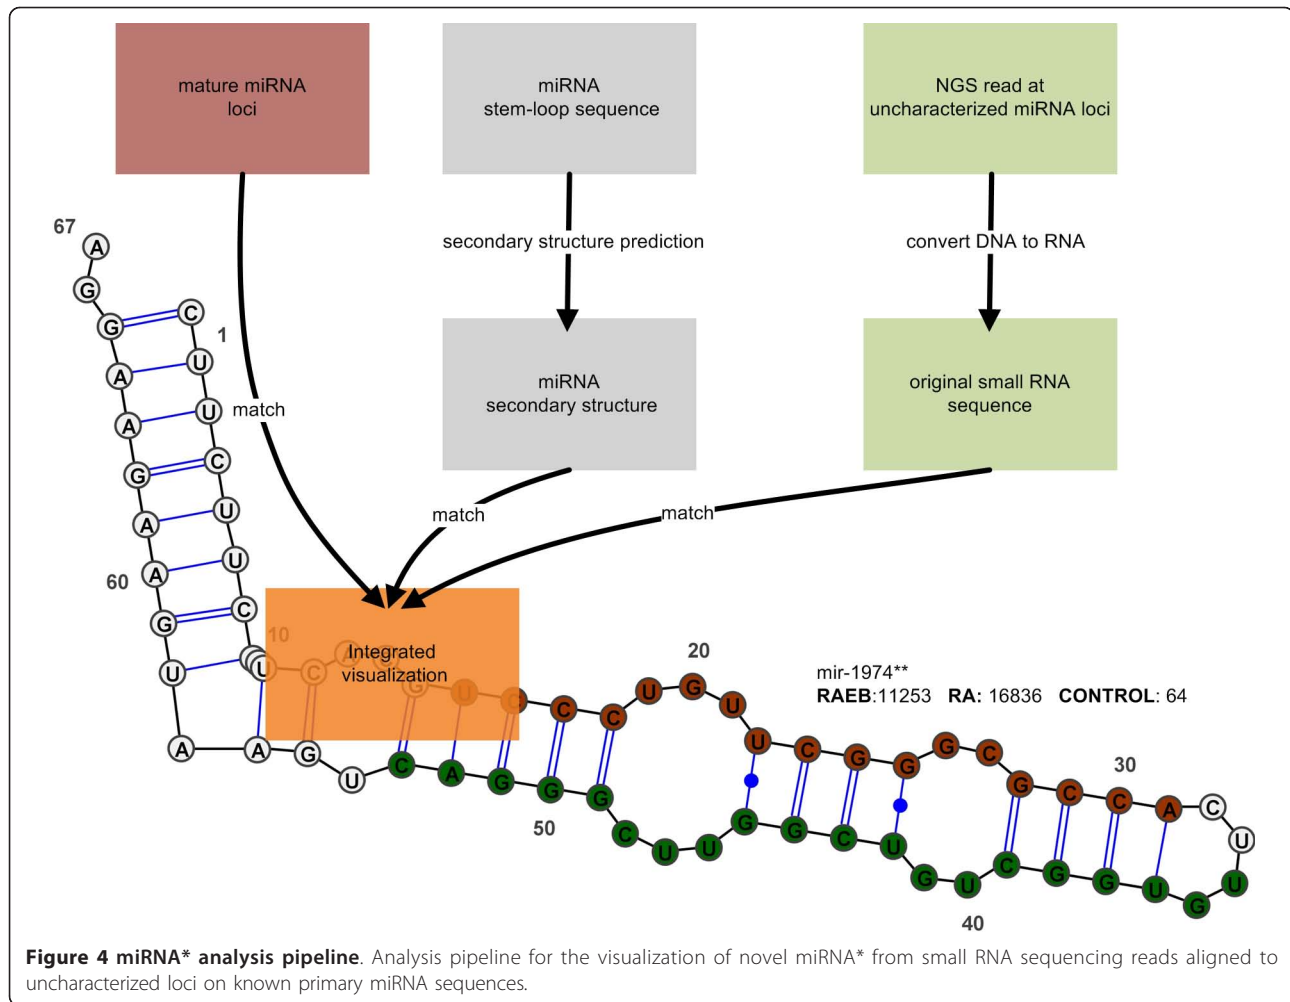 mature miRNA
loci
miRNA
stem-loop sequence
NGS read at
uncharacterized miRNA loci
secondary structure prediction
convert DNA to RNA
match
miRNA
secondary structure
original small RNA
sequence
match
match
Integrated
visualization
mir-1974**
RAEB:11253 RA: 16836 CONTROL: 64
67
A
G
G
A
A
G
A
A
G
U
A
A
G
U
C
A
G
G
G
C
U
U
G
G
C
U
G
U
C
G
G
U
G
U
U
C
A
C
C
G
C
G
G
G
C
U
U
G
U
C
C
U
G
C
U
C
U
U
C
U
U
C
1
10
20
30
40
50
60
Figure 4 miRNA* analysis pipeline. Analysis pipeline for the visualization of novel miRNA* from small RNA sequencing reads aligned to
uncharacterized loci on known primary miRNA sequences.